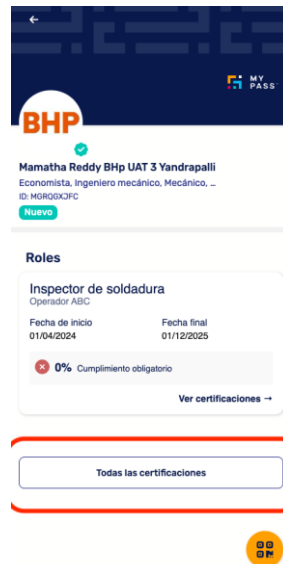 MY
PASS
BHP
Mamatha Reddy BHp UAT 3 Yandrapalli
Economista, Ingeniero mecánico, Mecánico, ...
ID: MGRQGXJFC
Nuevo
Roles
Inspector de soldadura
Operador ABC
Fecha de inicio Fecha final
01/04/2024 01/12/2025
0% Cumplimiento obligatorio
Ver certificaciones →
Todas las certificaciones